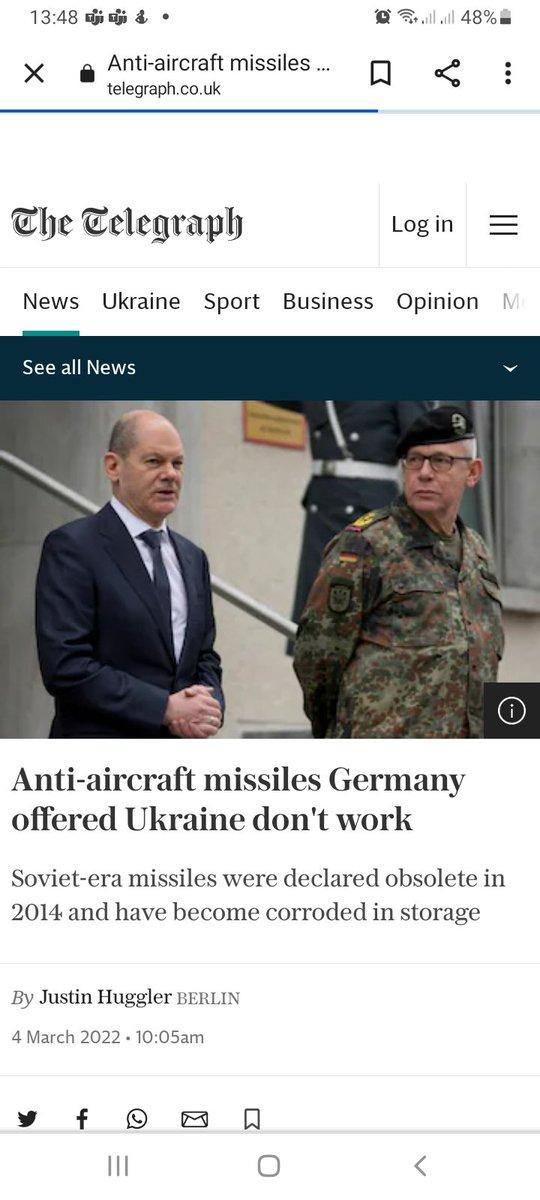 13:48
48%
Anti-aircraft missiles ...
telegraph.co.uk
The Telegraph
Log in
News Ukraine Sport Business Opinion
See all News
Anti-aircraft missiles Germany
offered Ukraine don't work
Soviet-era missiles were declared obsolete in
2014 and have become corroded in storage
By Justin Huggler BERLIN
4 March 2022 • 10:05am